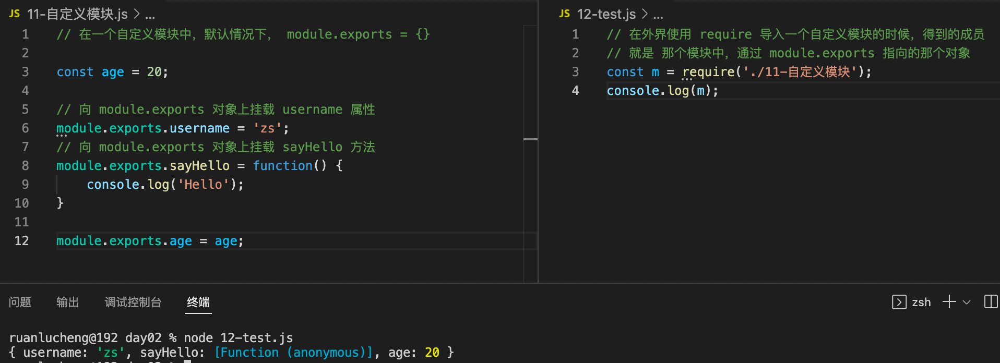 JS 11-自定义模块.js > ...
1 // 在一个自定义模块中，默认情况下， module.exports = {}
2
3 const age = 20;
4
5 // 向 module.exports 对象上挂载 username 属性
6 module.exports.username = 'zs';
7 // 向 module.exports 对象上挂载 sayHello 方法
8 module.exports.sayHello = function() {
9 console.log('Hello');
10 }
11
12 module.exports.age = age;
JS 12-test.js > ...
1 // 在外界使用 require 导入一个自定义模块的时候，得到的成员
2 // 就是 那个模块中，通过 module.exports 指向的那个对象
3 const m = require('./11-自定义模块');
4 console.log(m);
问题 输出 调试控制台 终端 zsh
ruanlucheng@192 day02 % node 12-test.js
{ username: 'zs', sayHello: [Function (anonymous)], age: 20 }